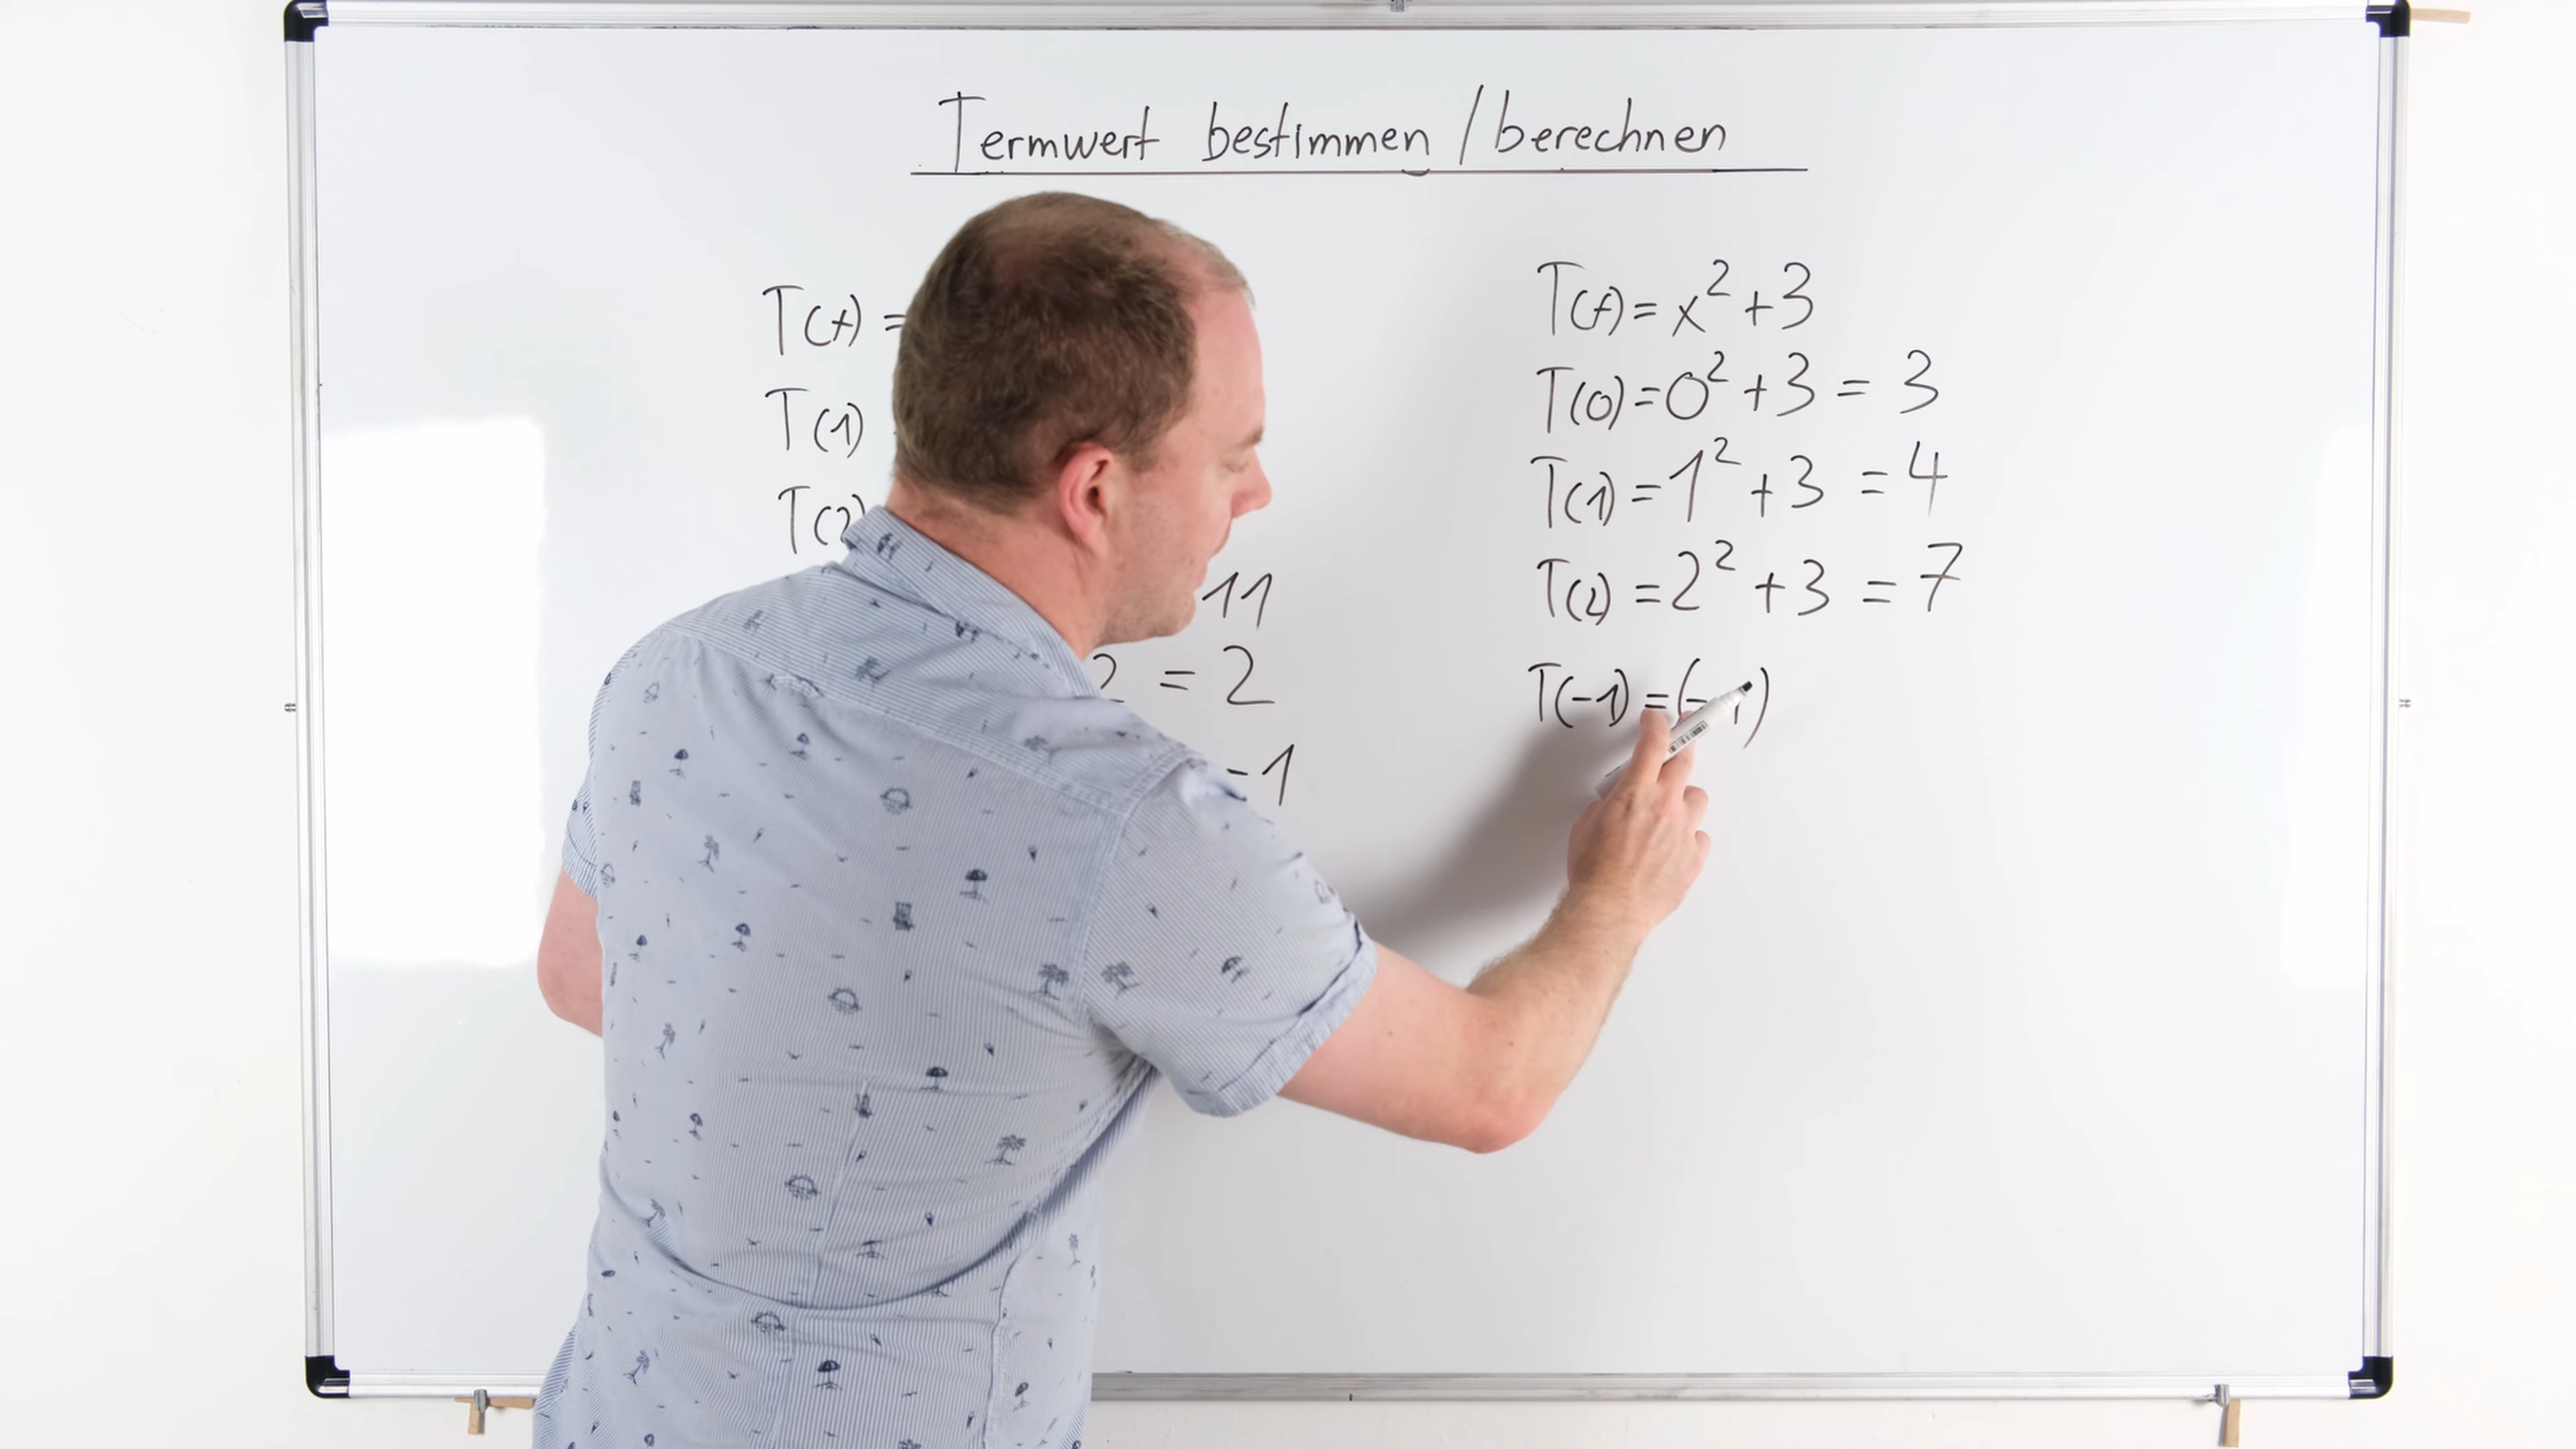 Termwert bestimmen / berechnen
T(x) =
T(1)
T(2)
11
2 = 2
-1
T(x) = x² + 3
T(0) = 0² + 3 = 3
T(1) = 1² + 3 = 4
T(2) = 2² + 3 = 7
T(-1) = (-1)